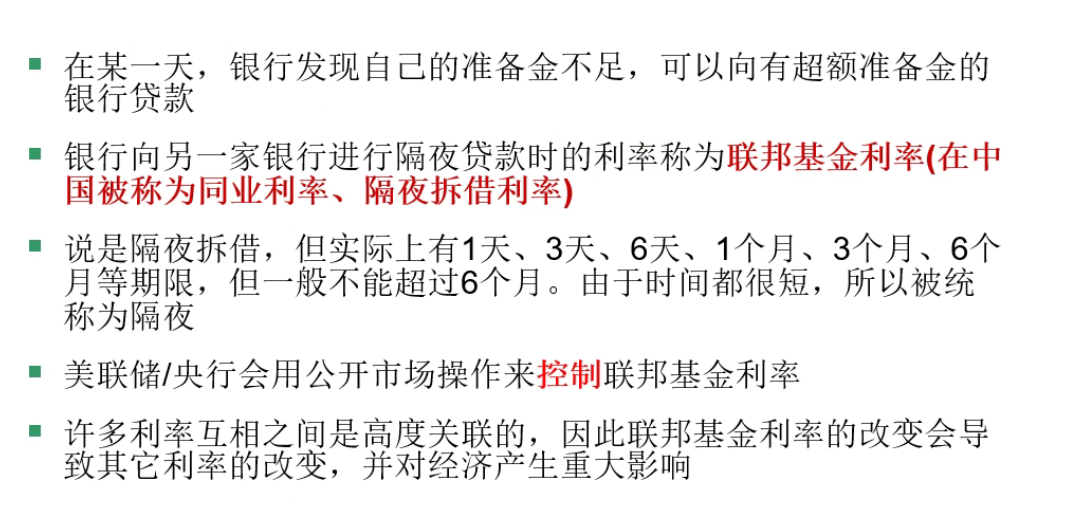 在某一天，银行发现自己的准备金不足，可以向有超额准备金的
银行贷款
银行向另一家银行进行隔夜贷款时的利率称为联邦基金利率(在中
国被称为同业利率、隔夜拆借利率)
说是隔夜拆借，但实际上有1天、3天、6天、1个月、3个月、6个
月等期限，但一般不能超过6个月。由于时间都很短，所以被统
称为隔夜
美联储/央行会用公开市场操作来控制联邦基金利率
许多利率互相之间是高度关联的，因此联邦基金利率的改变会导
致其它利率的改变，并对经济产生重大影响